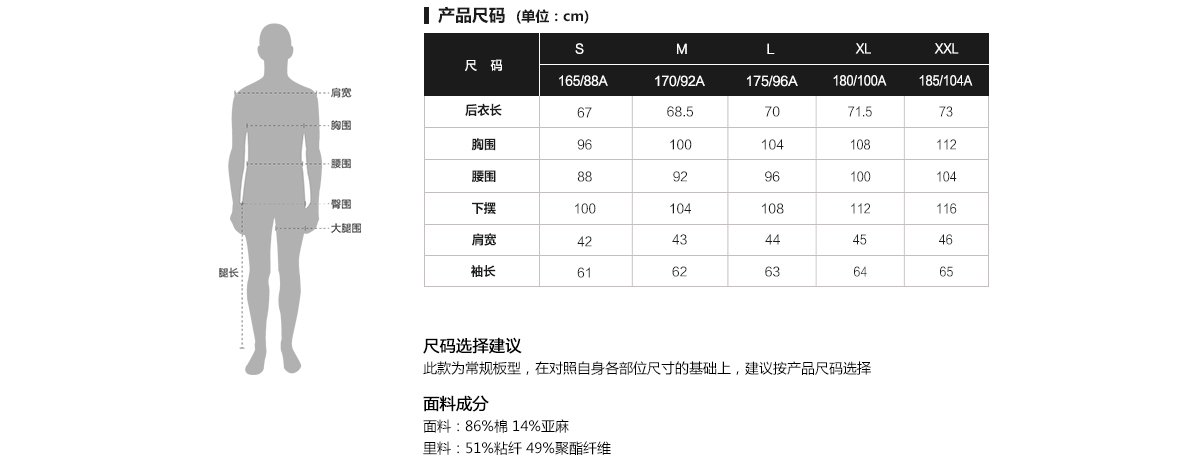 肩宽
胸围
腰围
臀围
大腿围
腿长
产品尺码 (单位：cm)
尺 码 S M L XL XXL
165/88A 170/92A 175/96A 180/100A 185/104A
后衣长 67 68.5 70 71.5 73
胸围 96 100 104 108 112
腰围 88 92 96 100 104
下摆 100 104 108 112 116
肩宽 42 43 44 45 46
袖长 61 62 63 64 65
尺码选择建议
此款为常规板型，在对照自身各部位尺寸的基础上，建议按产品尺码选择
面料成分
面料：86%棉 14%亚麻
里料：51%粘纤 49%聚酯纤维